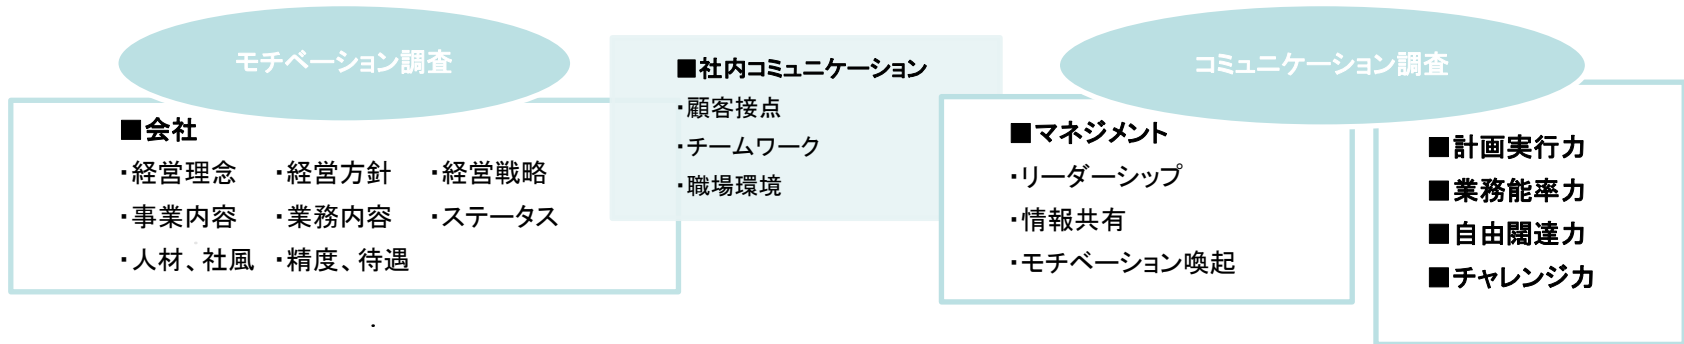 モチベーション調査
■会社
・経営理念 ・経営方針 ・経営戦略
・事業内容 ・業務内容 ・ステータス
・人材、社風 ・精度、待遇
■社内コミュニケーション
・顧客接点
・チームワーク
・職場環境
コミュニケーション調査
■マネジメント
・リーダーシップ
・情報共有
・モチベーション喚起
■計画実行力
■業務能率力
■自由闊達力
■チャレンジ力